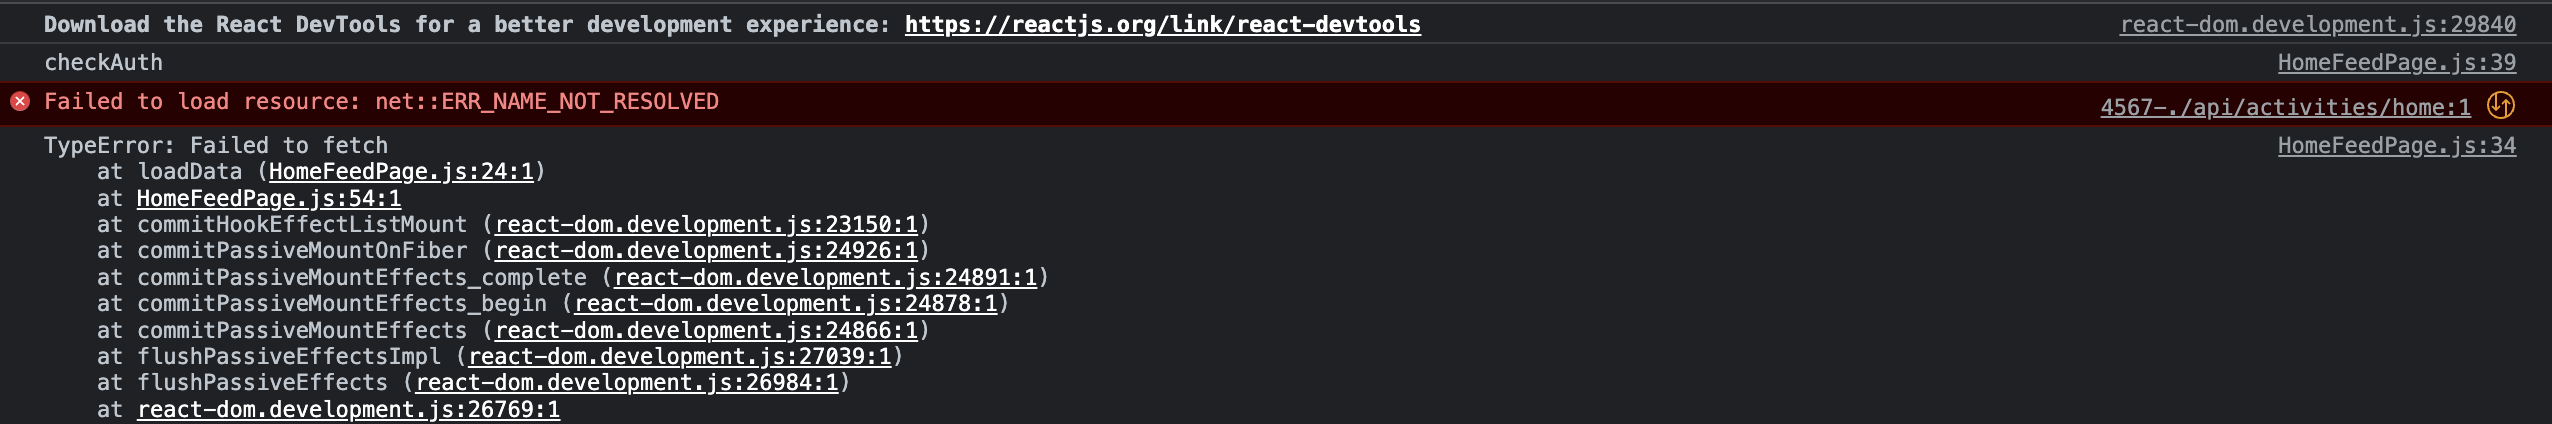 Download the React DevTools for a better development experience: https://reactjs.org/link/react-devtools react-dom.development.js:29840
checkAuth HomeFeedPage.js:39
Failed to load resource: net::ERR_NAME_NOT_RESOLVED 4567-./api/activities/home:1
TypeError: Failed to fetch HomeFeedPage.js:34
at loadData (HomeFeedPage.js:24:1)
at HomeFeedPage.js:54:1
at commitHookEffectListMount (react-dom.development.js:23150:1)
at commitPassiveMountOnFiber (react-dom.development.js:24926:1)
at commitPassiveMountEffects_complete (react-dom.development.js:24891:1)
at commitPassiveMountEffects_begin (react-dom.development.js:24878:1)
at commitPassiveMountEffects (react-dom.development.js:24866:1)
at flushPassiveEffectsImpl (react-dom.development.js:27039:1)
at flushPassiveEffects (react-dom.development.js:26984:1)
at react-dom.development.js:26769:1